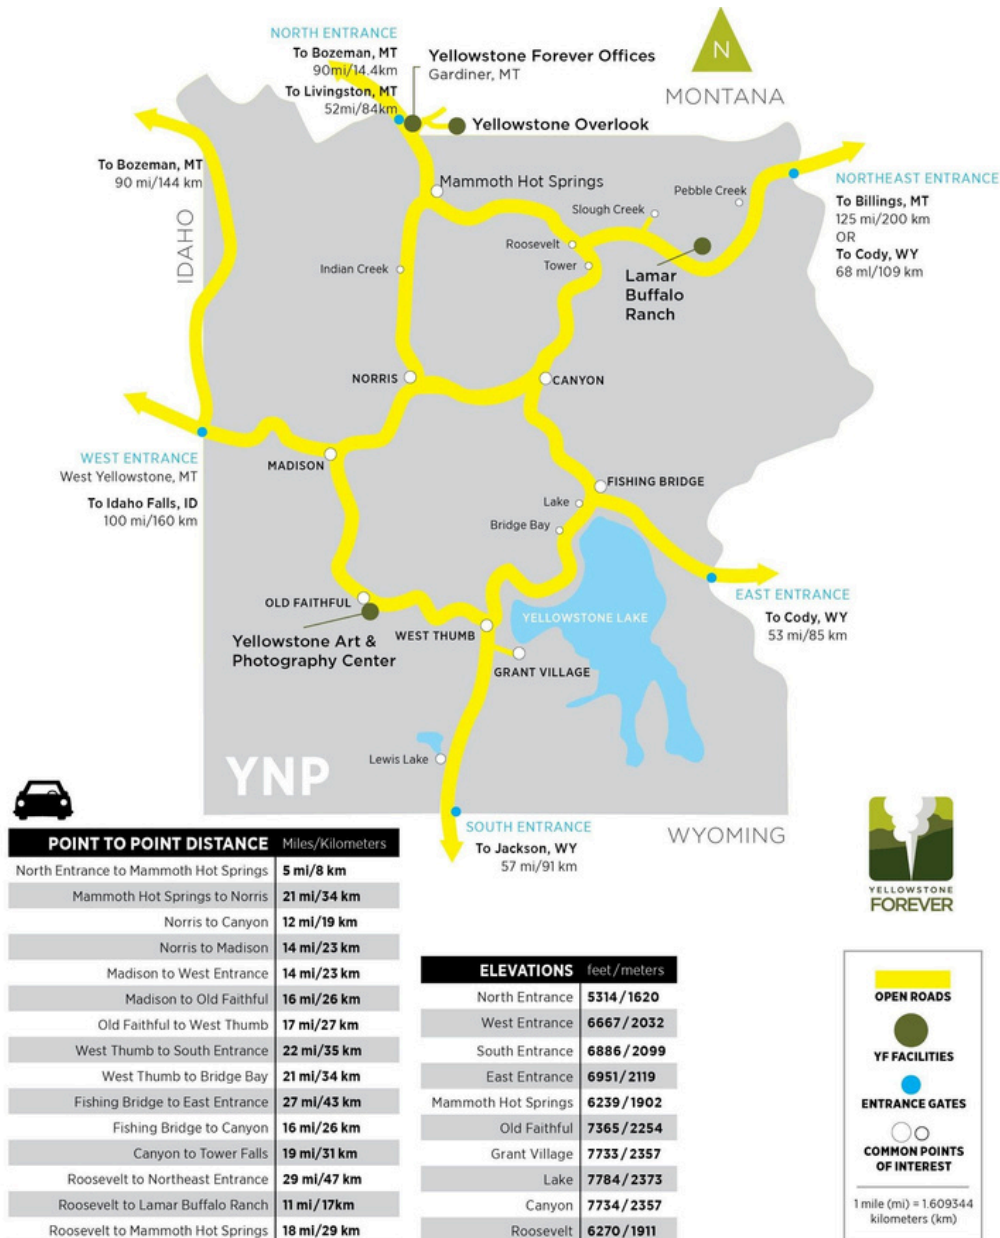 NORTH ENTRANCE
To Bozeman, MT
90mi/14.4km
To Livingston, MT
52mi/84km
Yellowstone Forever Offices
Gardiner, MT
N
MONTANA
Yellowstone Overlook
To Bozeman, MT
90 mi/144 km
IDAHO
Mammoth Hot Springs
Pebble Creek
Slough Creek
Roosevelt
Tower
Indian Creek
Lamar
Buffalo
Ranch
NORTHEAST ENTRANCE
To Billings, MT
125 mi/200 km
OR
To Cody, WY
68 ml/109 km
NORRIS
CANYON
WEST ENTRANCE
West Yellowstone, MT
To Idaho Falls, ID
100 mi/160 km
MADISON
FISHING BRIDGE
Lake
Bridge Bay
EAST ENTRANCE
To Cody, WY
53 mi/85 km
OLD FAITHFUL
Yellowstone Art &
Photography Center
WEST THUMB
YELLOWSTONE LAKE
GRANT VILLAGE
Lewis Lake
YNP
SOUTH ENTRANCE
To Jackson, WY
57 mi/91 km
WYOMING
POINT TO POINT DISTANCE Miles/Kilometers
North Entrance to Mammoth Hot Springs 5 mi/8 km
Mammoth Hot Springs to Norris 21 mi/34 km
Norris to Canyon 12 mi/19 km
Norris to Madison 14 mi/23 km
Madison to West Entrance 14 mi/23 km
Madison to Old Faithful 16 mi/26 km
Old Faithful to West Thumb 17 mi/27 km
West Thumb to South Entrance 22 mi/35 km
West Thumb to Bridge Bay 21 mi/34 km
Fishing Bridge to East Entrance 27 mi/43 km
Fishing Bridge to Canyon 16 mi/26 km
Canyon to Tower Falls 19 mi/31 km
Roosevelt to Northeast Entrance 29 mi/47 km
Roosevelt to Lamar Buffalo Ranch 11 mi/17km
Roosevelt to Mammoth Hot Springs 18 mi/29 km
ELEVATIONS feet/meters
North Entrance 5314/1620
West Entrance 6667/2032
South Entrance 6886/2099
East Entrance 6951/2119
Mammoth Hot Springs 6239/1902
Old Faithful 7365/2254
Grant Village 7733/2357
Lake 7784/2373
Canyon 7734/2357
Roosevelt 6270/1911
YELLOWSTONE
FOREVER
OPEN ROADS
YF FACILITIES
ENTRANCE GATES
COMMON POINTS
OF INTEREST
1 mile (mi) = 1.609344
kilometers (km)